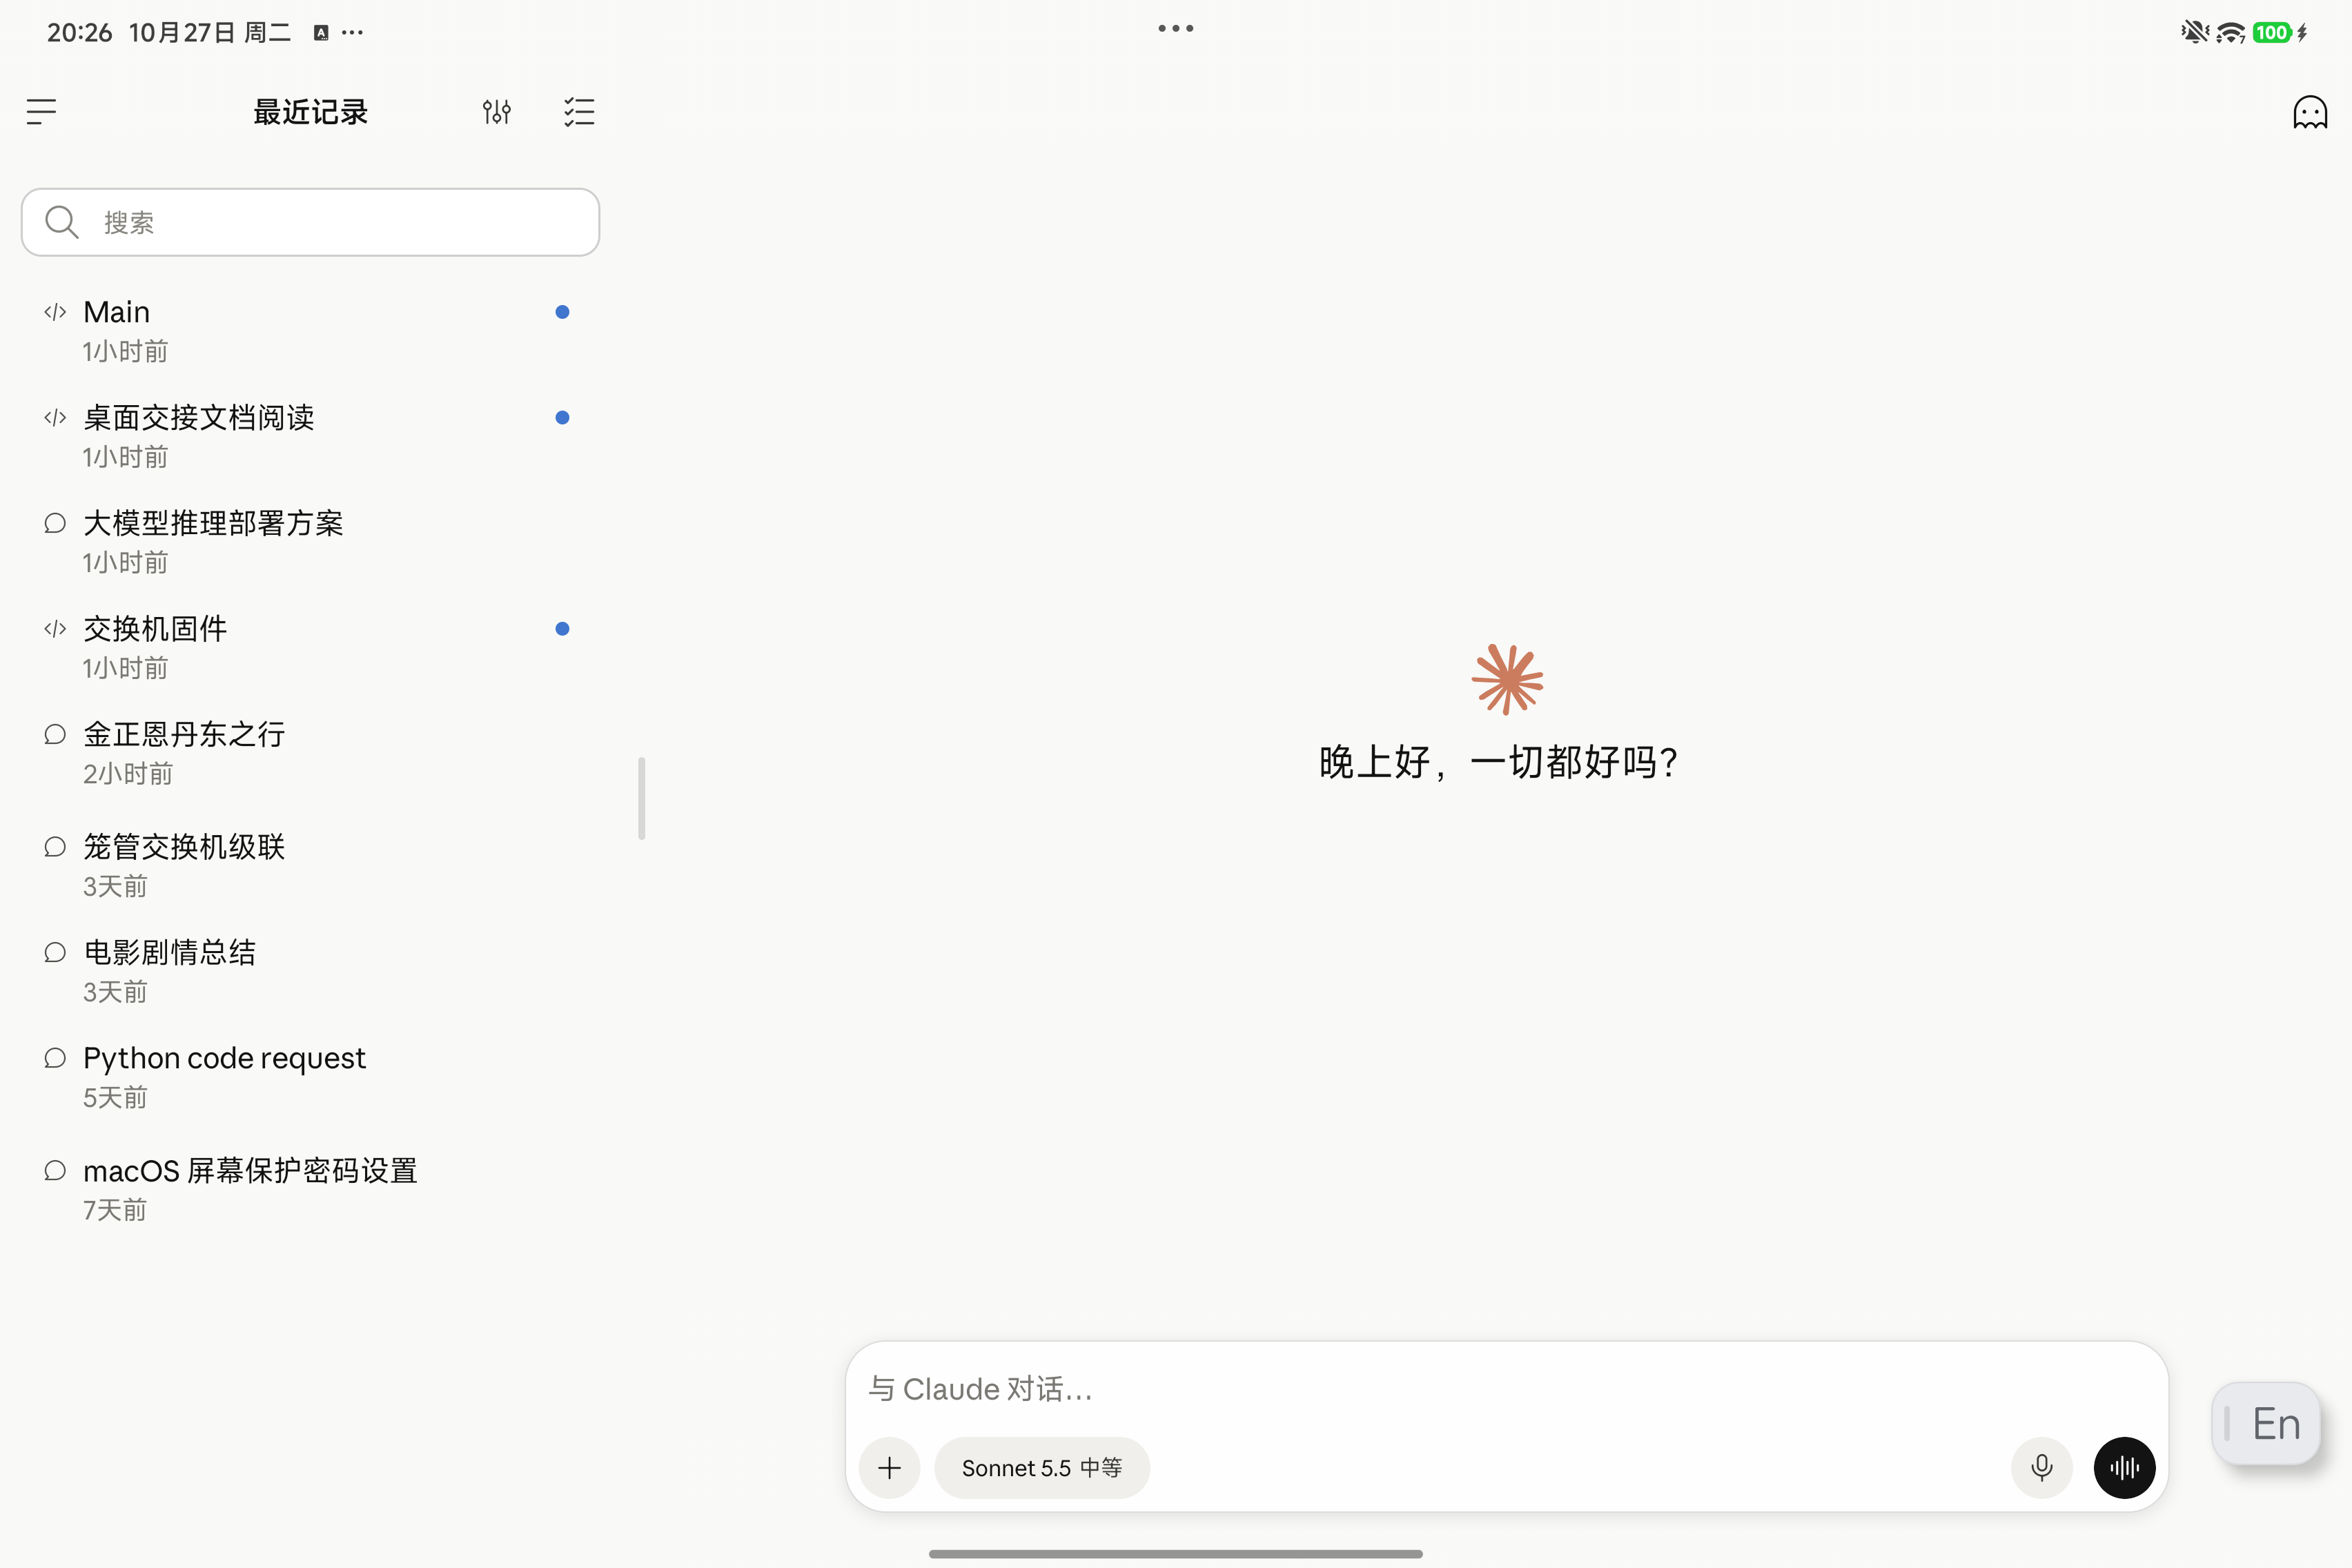 20:26 10月27日 周二
100
最近记录
搜索
Main
1小时前
桌面交接文档阅读
1小时前
大模型推理部署方案
1小时前
交换机固件
1小时前
金正恩丹东之行
2小时前
笼管交换机级联
3天前
电影剧情总结
3天前
Python code request
5天前
macOS 屏幕保护密码设置
7天前
晚上好，一切都好吗？
与 Claude 对话…
Sonnet 5.5 中等
En